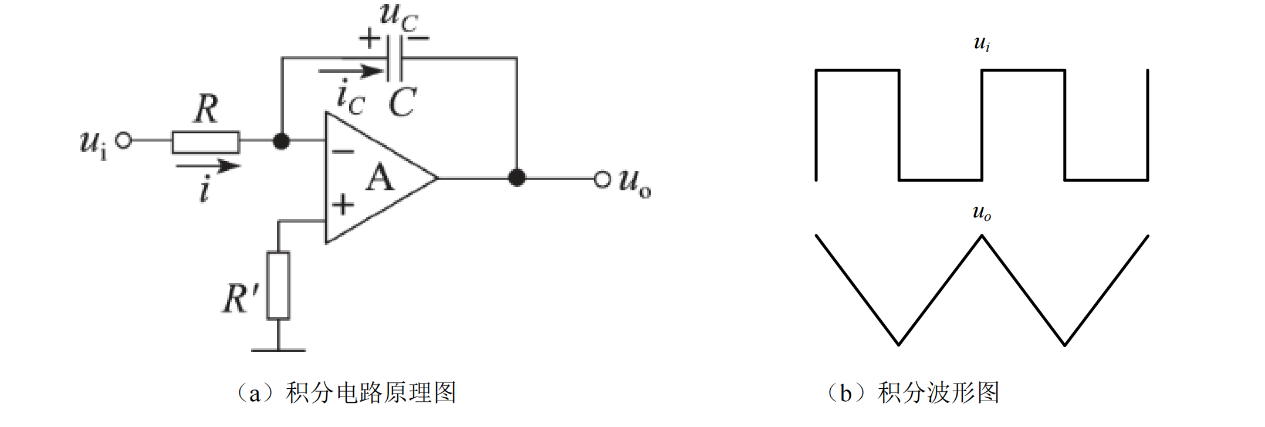 u_C
+ −
i_C C
R
u_i
i
−
A
+
u_o
R′
（a）积分电路原理图
u_i
u_o
（b）积分波形图